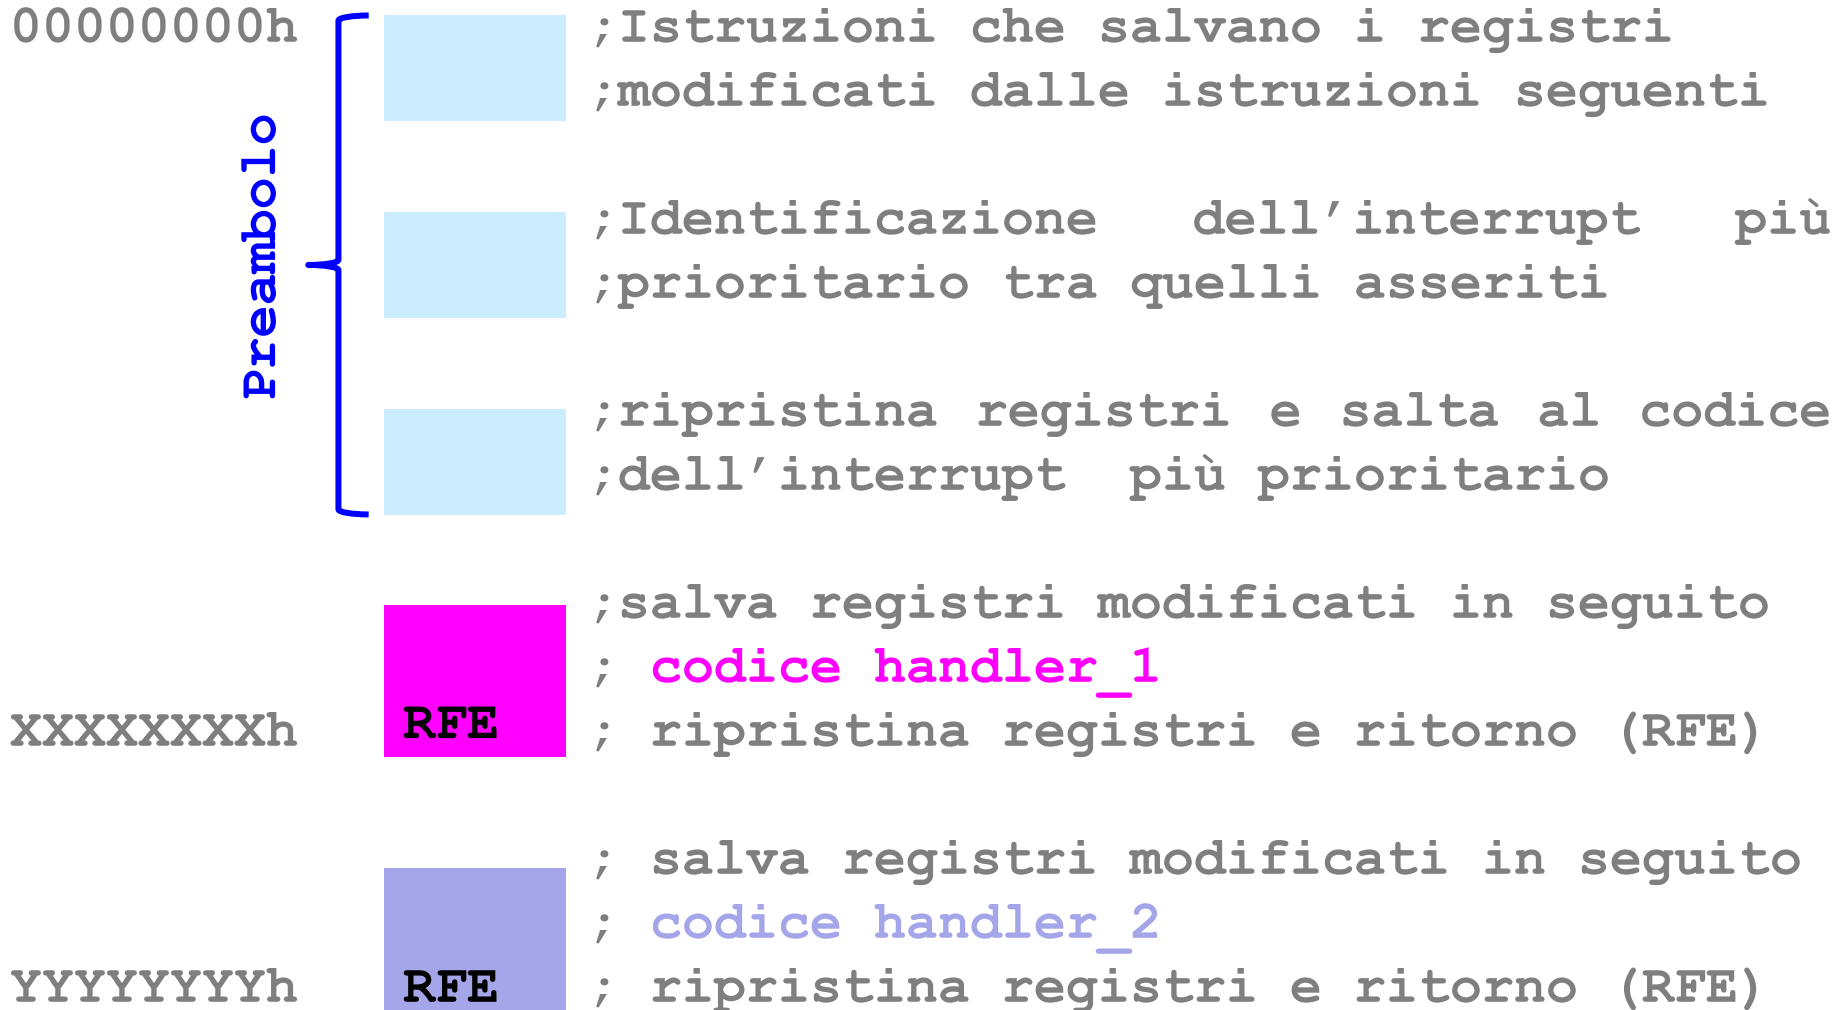 00000000h ;Istruzioni che salvano i registri
;modificati dalle istruzioni seguenti
Preambolo
;Identificazione dell’interrupt più
;prioritario tra quelli asseriti
;ripristina registri e salta al codice
;dell’interrupt più prioritario
;salva registri modificati in seguito
; codice handler_1
XXXXXXXXh RFE ; ripristina registri e ritorno (RFE)
; salva registri modificati in seguito
; codice handler_2
YYYYYYYYh RFE ; ripristina registri e ritorno (RFE)